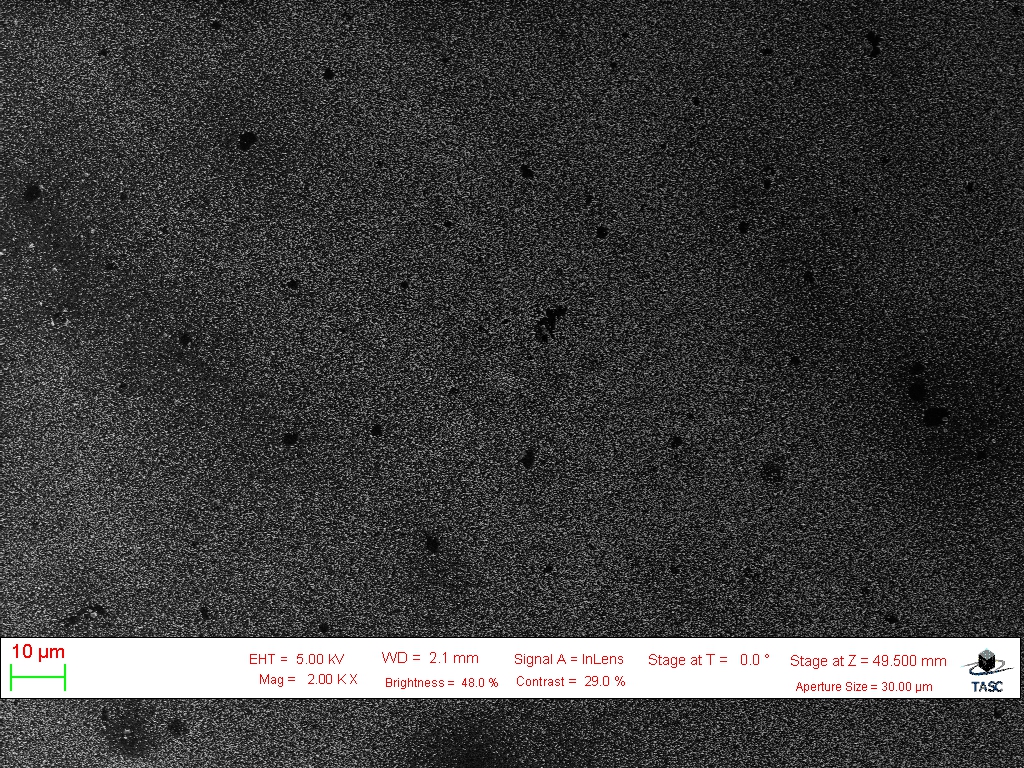 10 µm
EHT = 5.00 kV WD = 2.1 mm Signal A = InLens Stage at T = 0.0 ° Stage at Z = 49.500 mm
Mag = 2.00 K X Brightness = 48.0 % Contrast = 29.0 % Aperture Size = 30.00 µm
TASC